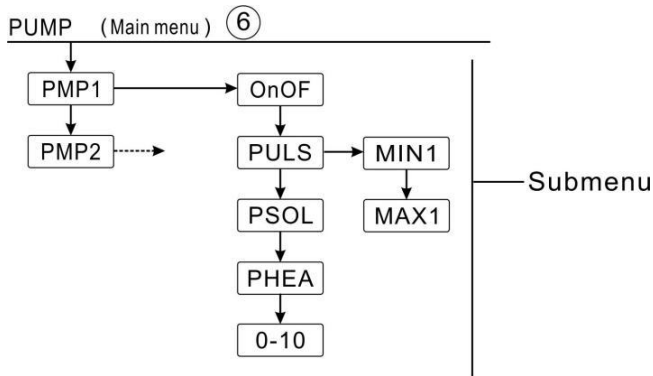 PUMP (Main menu) 6
PMP1 OnOF
PMP2 PULS MIN1
Submenu
PSOL MAX1
PHEA
0-10